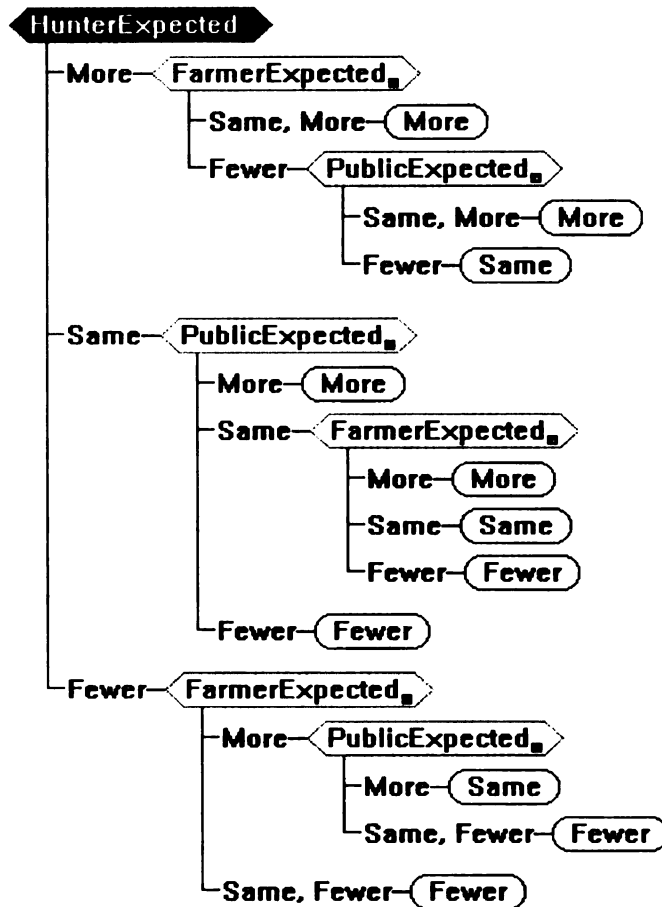 HunterExpected
More FarmerExpected
Same, More More
Fewer PublicExpected
Same, More More
Fewer Same
Same PublicExpected
More More
Same FarmerExpected
More More
Same Same
Fewer Fewer
Fewer Fewer
Fewer FarmerExpected
More PublicExpected
More Same
Same, Fewer Fewer
Same, Fewer Fewer